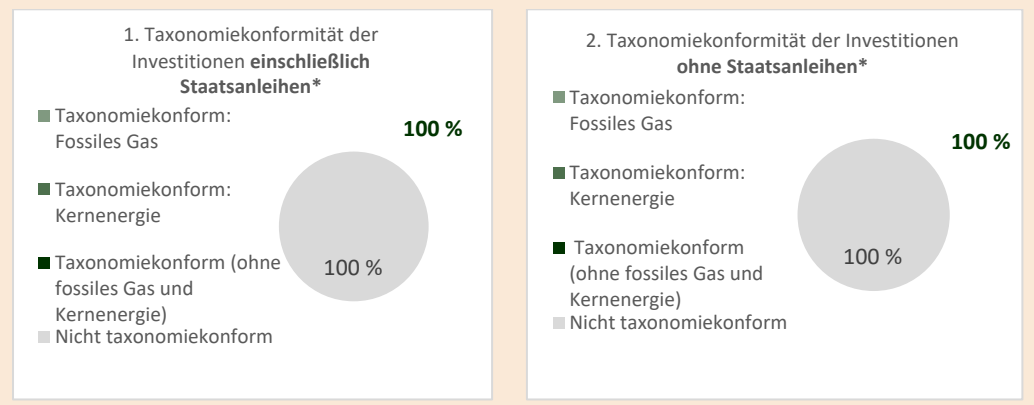 1. Taxonomiekonformität der
Investitionen einschließlich
Staatsanleihen*
Taxonomiekonform:
Fossiles Gas
Taxonomiekonform:
Kernenergie
Taxonomiekonform (ohne
fossiles Gas und
Kernenergie)
Nicht taxonomiekonform
100 %
100 %
2. Taxonomiekonformität der Investitionen
ohne Staatsanleihen*
Taxonomiekonform:
Fossiles Gas
Taxonomiekonform:
Kernenergie
Taxonomiekonform
(ohne fossiles Gas und
Kernenergie)
Nicht taxonomiekonform
100 %
100 %